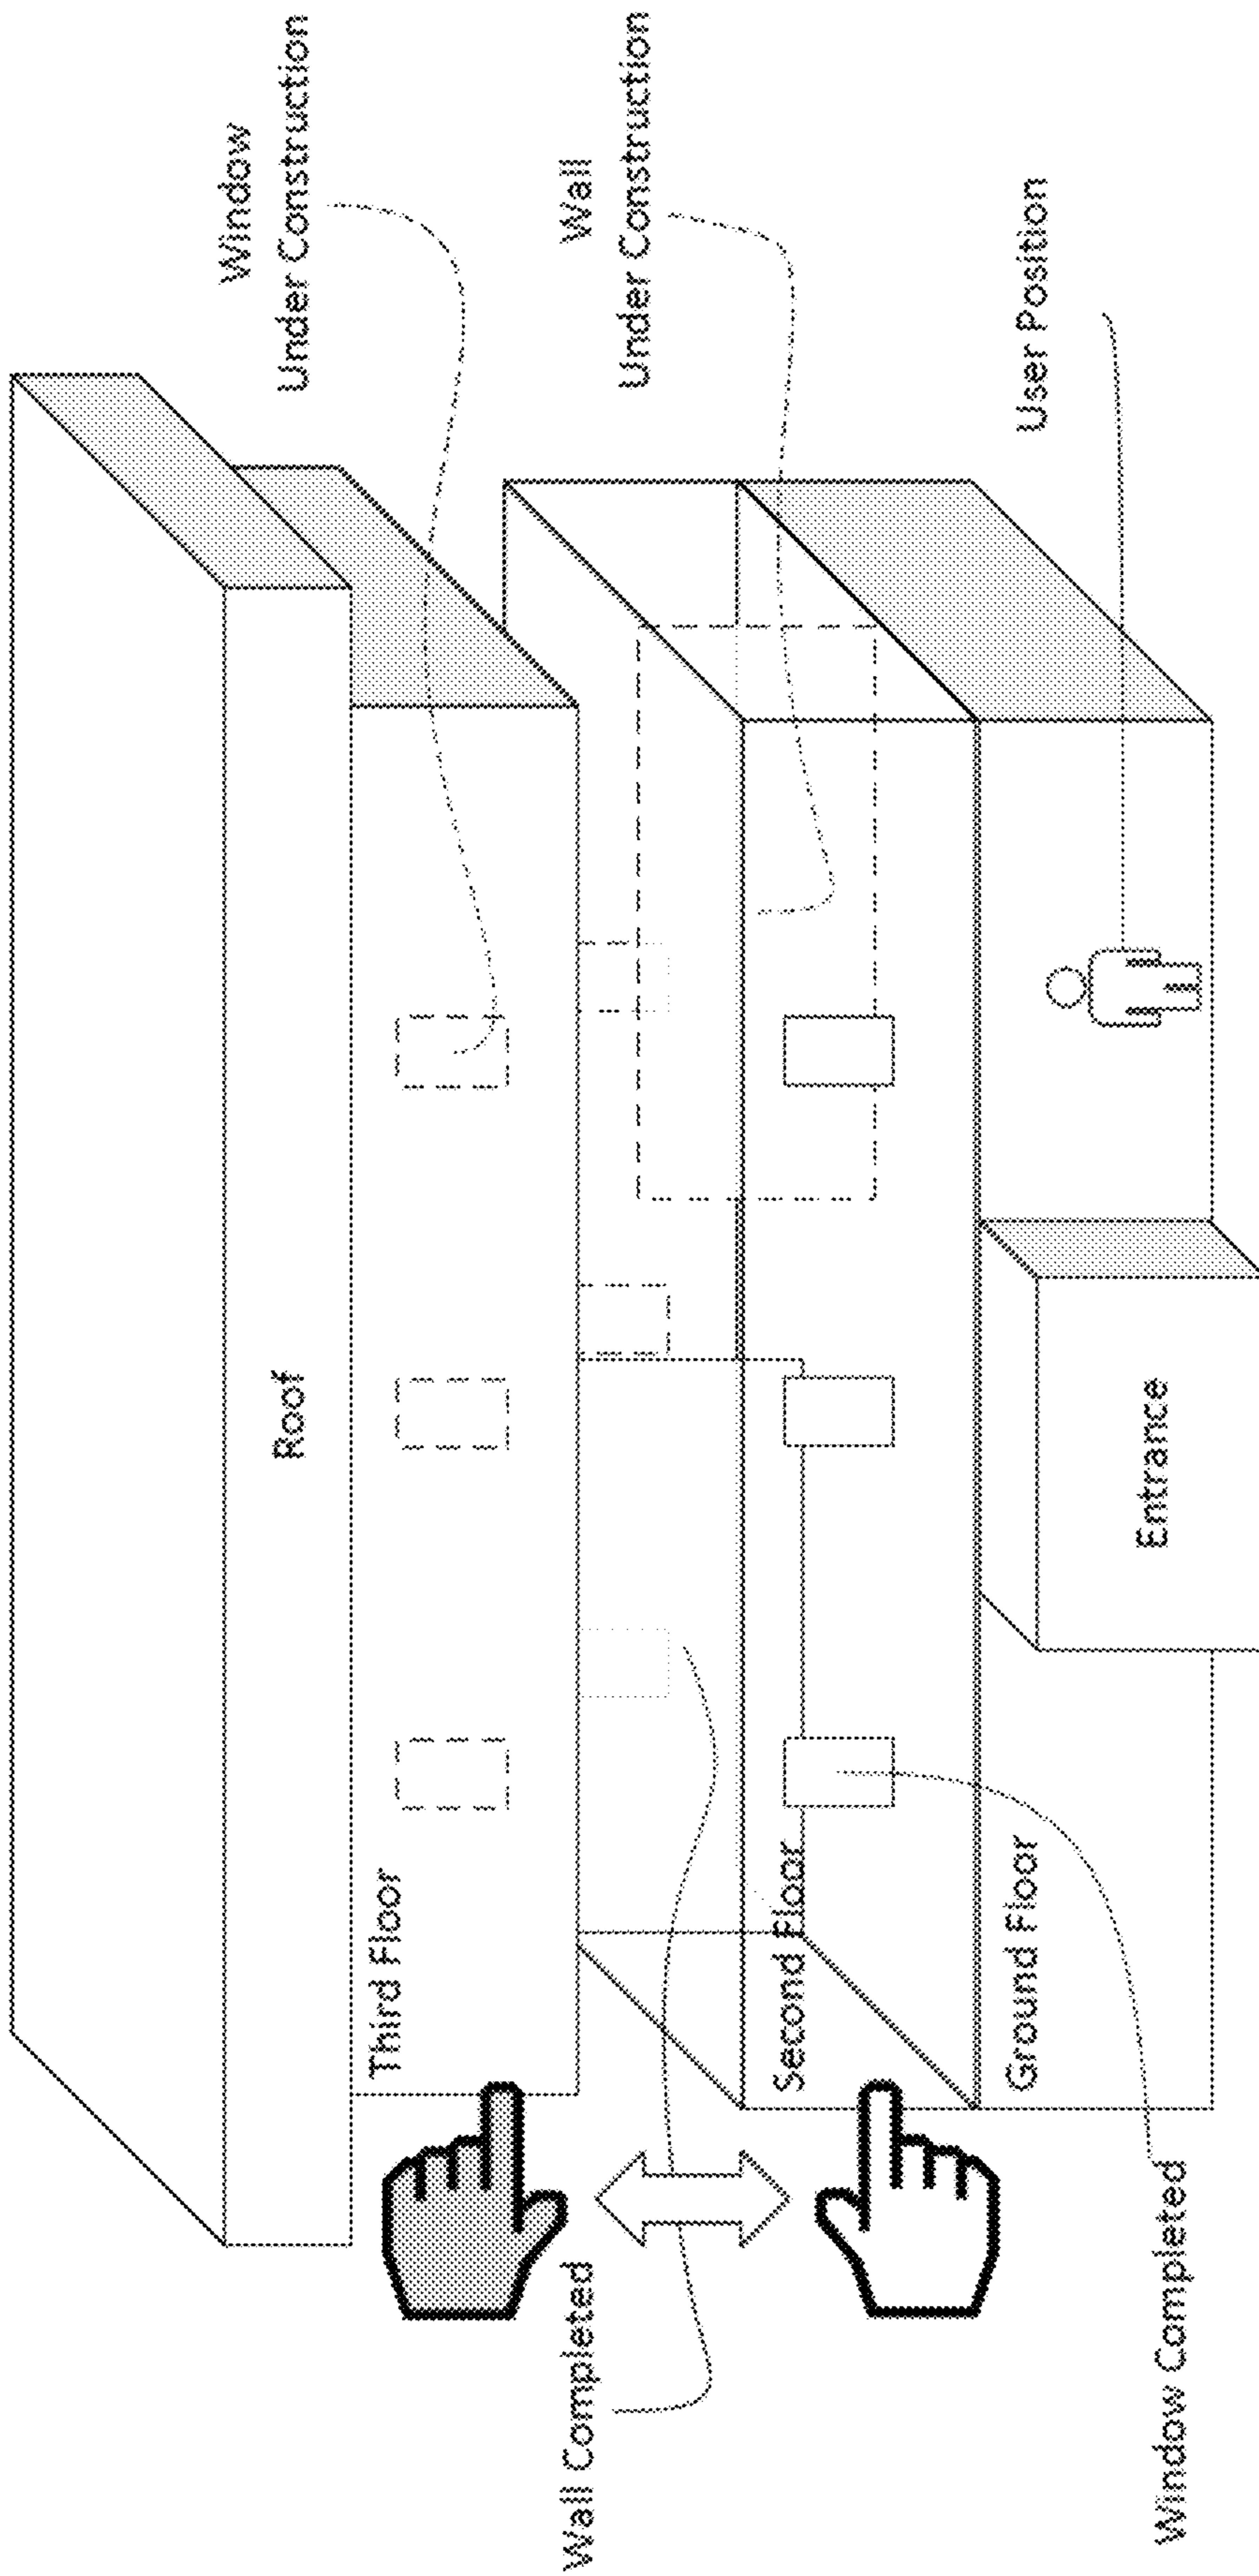 Window
Under Construction
Wall
Under Construction
User Position
Roof
Third Floor
Second Floor
Ground Floor
Entrance
Wall Completed
Window Completed